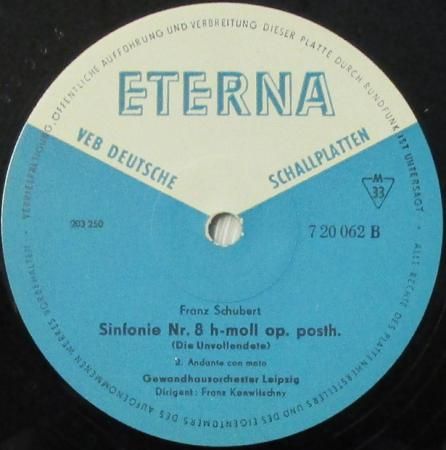 ALLE RECHTE DES PLATTENHERSTELLERS UND DES EIGENTÜMERS DES AUFGENOMMENEN WERKES VORBEHALTEN · VERVIELFÄLTIGUNG, ÖFFENTLICHE AUFFÜHRUNG UND VERBREITUNG DIESER PLATTE DURCH RUNDFUNK IST UNTERSAGT ·
ETERNA
VEB DEUTSCHE SCHALLPLATTEN
M
33
203 250
7 20 062 B
Franz Schubert
Sinfonie Nr. 8 h-moll op. posth.
(Die Unvollendete)
2. Andante con moto
Gewandhausorchester Leipzig
Dirigent: Franz Konwitschny